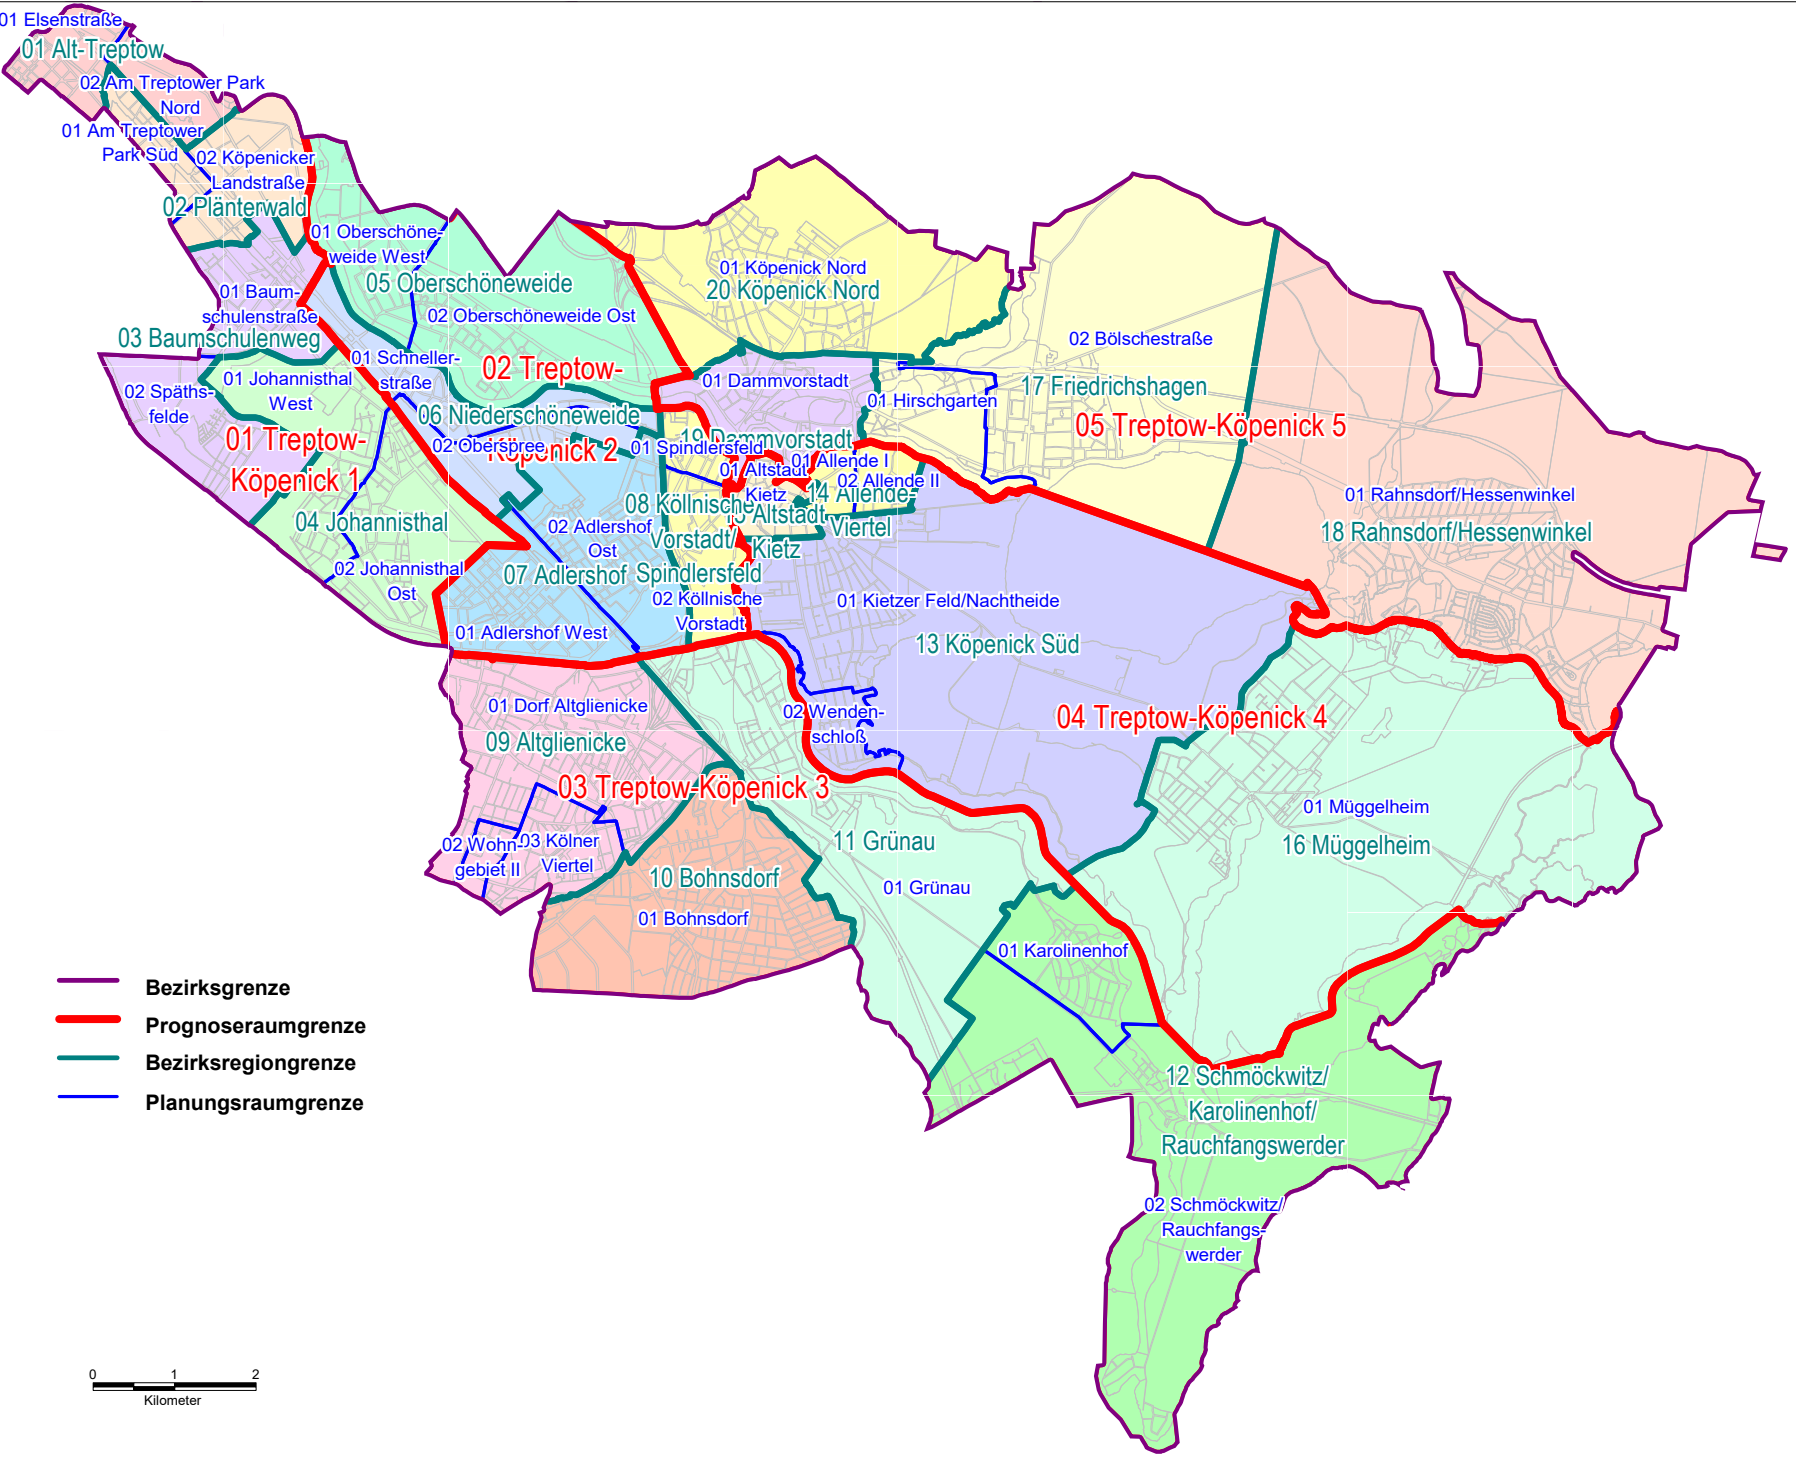 01 Elsenstraße
01 Alt-Treptow
02 Am Treptower Park
Nord
01 Am Treptower
Park Süd
02 Köpenicker
Landstraße
02 Plänterwald
01 Oberschöne-
weide West
05 Oberschöneweide
02 Oberschöneweide Ost
01 Baum-
schulenstraße
03 Baumschulenweg
02 Späths-
felde
01 Johannisthal
West
01 Schneller-
straße
02 Treptow-
Köpenick 2
06 Niederschöneweide
02 Oberspree
01 Treptow-
Köpenick 1
04 Johannisthal
02 Johannisthal
Ost
02 Adlershof
Ost
07 Adlershof
01 Adlershof West
01 Köpenick Nord
20 Köpenick Nord
01 Dammvorstadt
19 Dammvorstadt
01 Spindlersfeld
01 Altstadt
Kietz
01 Allende I
02 Allende II
14 Allende-
Viertel
08 Köllnische
Vorstadt/
Spindlersfeld
Altstadt
Kietz
02 Köllnische
Vorstadt
01 Hirschgarten
02 Bölschestraße
17 Friedrichshagen
05 Treptow-Köpenick 5
01 Rahnsdorf/Hessenwinkel
18 Rahnsdorf/Hessenwinkel
01 Kietzer Feld/Nachtheide
13 Köpenick Süd
02 Wenden-
schloß
04 Treptow-Köpenick 4
01 Müggelheim
16 Müggelheim
01 Dorf Altglienicke
09 Altglienicke
03 Treptow-Köpenick 3
02 Wohn-
gebiet II
03 Kölner
Viertel
10 Bohnsdorf
01 Bohnsdorf
11 Grünau
01 Grünau
01 Karolinenhof
12 Schmöckwitz/
Karolinenhof/
Rauchfangswerder
02 Schmöckwitz/
Rauchfangs-
werder
Bezirksgrenze
Prognoseraumgrenze
Bezirksregiongrenze
Planungsraumgrenze
0 1 2
Kilometer